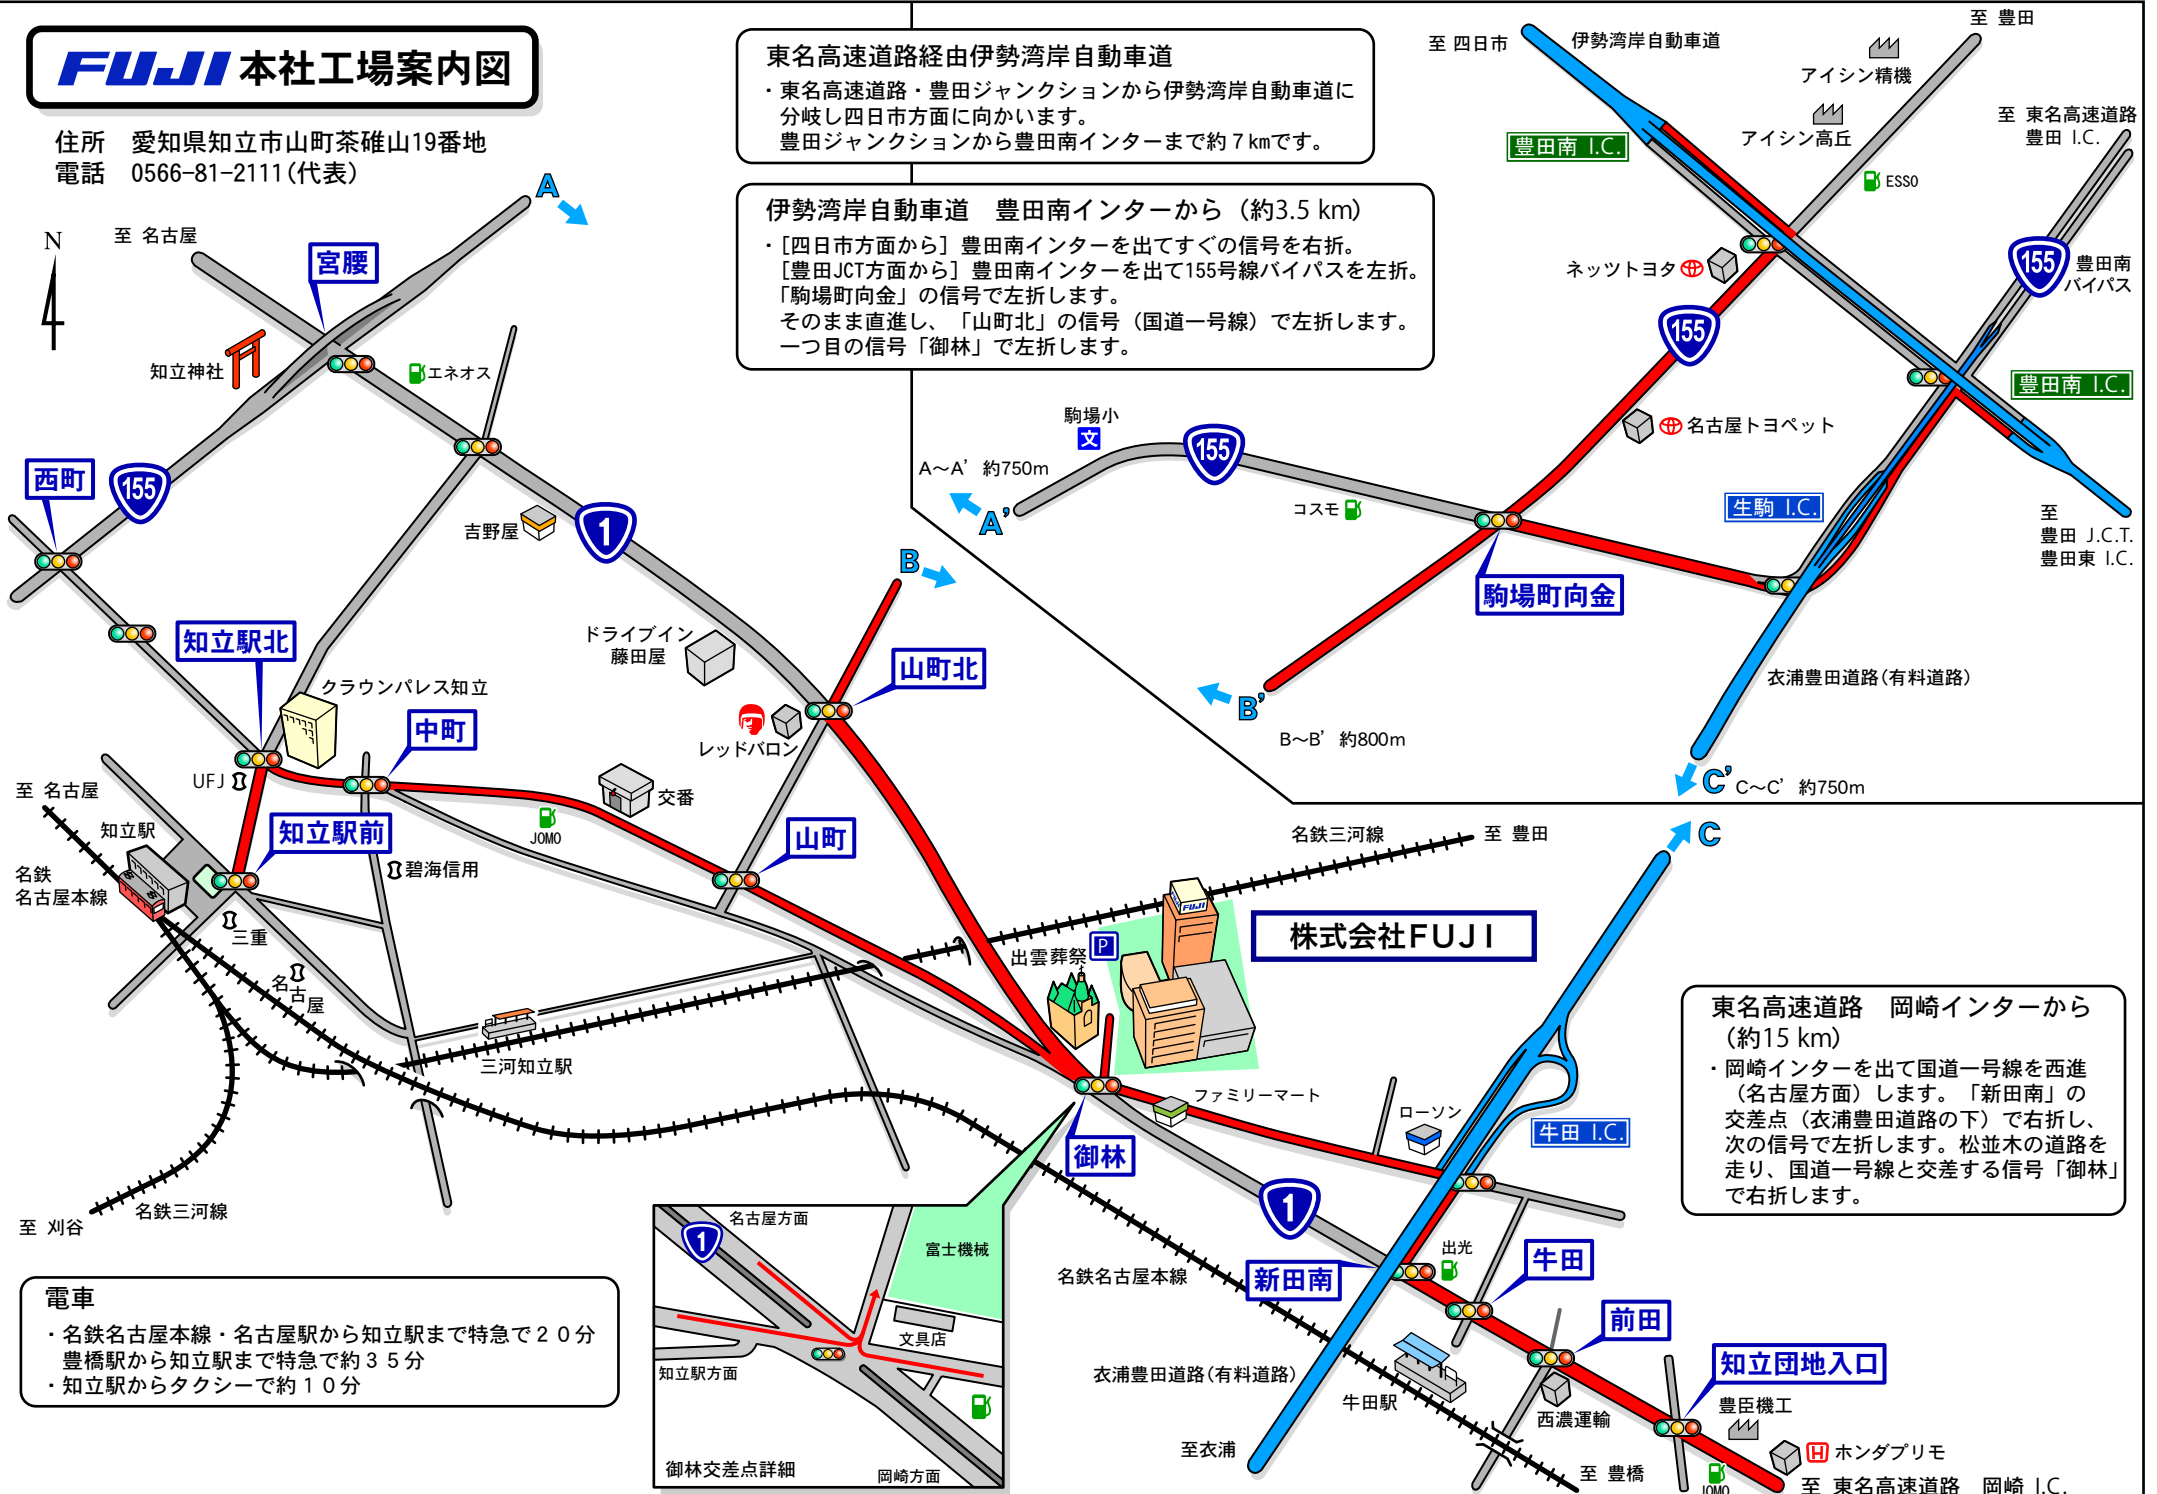 FUJI 本社工場案内図
住所　愛知県知立市山町茶碓山19番地
電話　0566-81-2111(代表)
東名高速道路経由伊勢湾岸自動車道
・東名高速道路・豊田ジャンクションから伊勢湾岸自動車道に
分岐し四日市方面に向かいます。
豊田ジャンクションから豊田南インターまで約７kmです。
伊勢湾岸自動車道　豊田南インターから（約3.5 km）
・［四日市方面から］豊田南インターを出てすぐの信号を右折。
［豊田JCT方面から］豊田南インターを出て155号線バイパスを左折。
「駒場町向金」の信号で左折します。
そのまま直進し、「山町北」の信号（国道一号線）で左折します。
一つ目の信号「御林」で左折します。
至 四日市
伊勢湾岸自動車道
至 豊田
アイシン精機
アイシン高丘
至 東名高速道路
豊田 I.C.
豊田南 I.C.
ESSO
155
豊田南
バイパス
ネッツトヨタ
155
豊田南 I.C.
名古屋トヨペット
駒場小
文
155
A～A’ 約750m
A’
コスモ
生駒 I.C.
至
豊田 J.C.T.
豊田東 I.C.
駒場町向金
衣浦豊田道路(有料道路)
B’
B～B’ 約800m
C’
C～C’ 約750m
N
至 名古屋
宮腰
A
知立神社
エネオス
西町
155
吉野屋
1
B
知立駅北
ドライブイン
藤田屋
山町北
クラウンパレス知立
中町
レッドバロン
UFJ
至 名古屋
交番
知立駅
知立駅前
JOMO
山町
名鉄三河線
至 豊田
C
名鉄
名古屋本線
碧海信用
三重
名古屋
FUJI
株式会社FUJI
出雲葬祭
P
三河知立駅
ファミリーマート
ローソン
牛田 I.C.
御林
至 刈谷
名鉄三河線
東名高速道路　岡崎インターから
（約15 km）
・岡崎インターを出て国道一号線を西進
（名古屋方面）します。「新田南」の
交差点（衣浦豊田道路の下）で右折し、
次の信号で左折します。松並木の道路を
走り、国道一号線と交差する信号「御林」
で右折します。
1
名古屋方面
1
富士機械
文具店
知立駅方面
御林交差点詳細
岡崎方面
名鉄名古屋本線
新田南
出光
牛田
前田
知立団地入口
衣浦豊田道路(有料道路)
牛田駅
西濃運輸
豊臣機工
H ホンダプリモ
至衣浦
至 豊橋
JOMO
至 東名高速道路　岡崎 I.C.
電車
・名鉄名古屋本線・名古屋駅から知立駅まで特急で２０分
豊橋駅から知立駅まで特急で約３５分
・知立駅からタクシーで約１０分